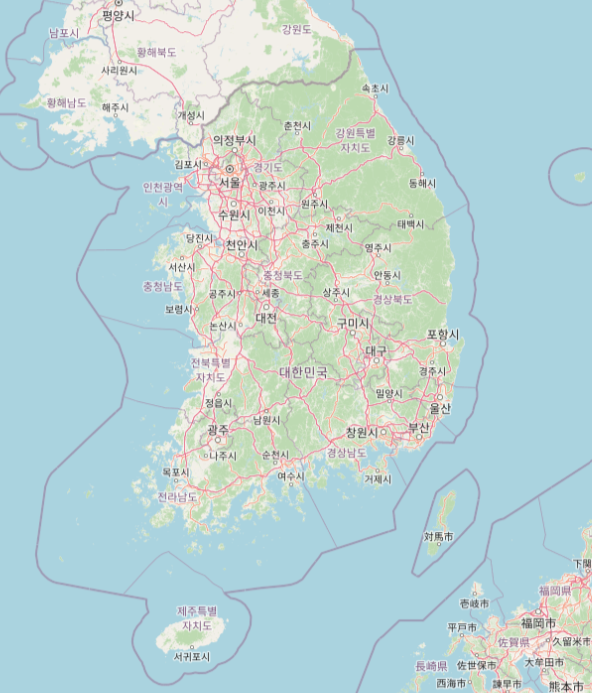 평양시
남포시
강원도
황해북도
사리원시
속초시
황해남도
해주시
개성시
춘천시
의정부시
강원특별
자치도
강릉시
김포시
경기도
서울
광주시
동해시
인천광역
시
원주시
수원시
이천시
제천시
태백시
당진시
천안시
충주시
영주시
서산시
충청북도
안동시
충청남도
공주시
세종
상주시
경상북도
보령시
논산시
대전
구미시
포항시
대구
전북특별
자치도
대한민국
경주시
정읍시
밀양시
울산
남원시
광주
창원시
부산
나주시
순천시
경상남도
목포시
여수시
거제시
전라남도
対馬市
下関
제주특별
자치도
福岡県
壱岐市
福岡市
서귀포시
平戸市
佐賀県
久留米市
長崎県
佐世保市
大牟田市
西海市
諫早市
熊本市